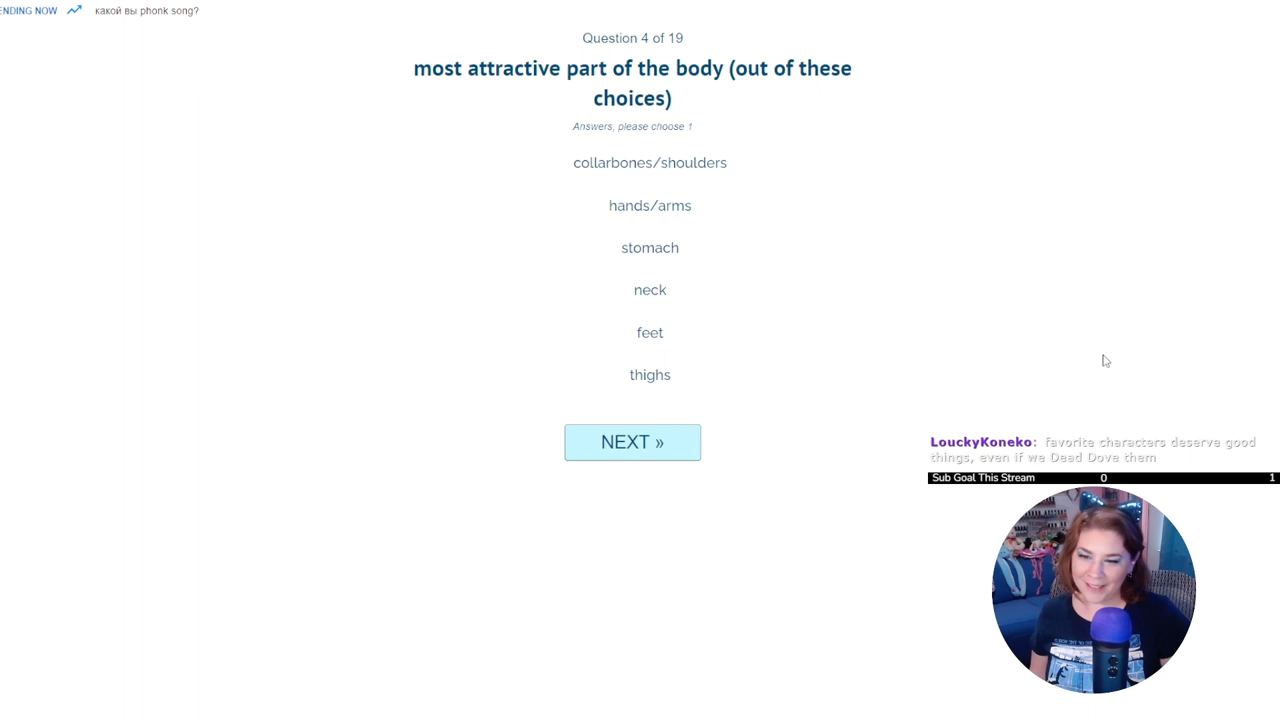 ENDING NOW какой вы phonk song?
Question 4 of 19
most attractive part of the body (out of these
choices)
Answers, please choose 1
collarbones/shoulders
hands/arms
stomach
neck
feet
thighs
NEXT »
LouckyKoneko: favorite characters deserve good
things, even if we Dead Dove them
Sub Goal This Stream 0 1